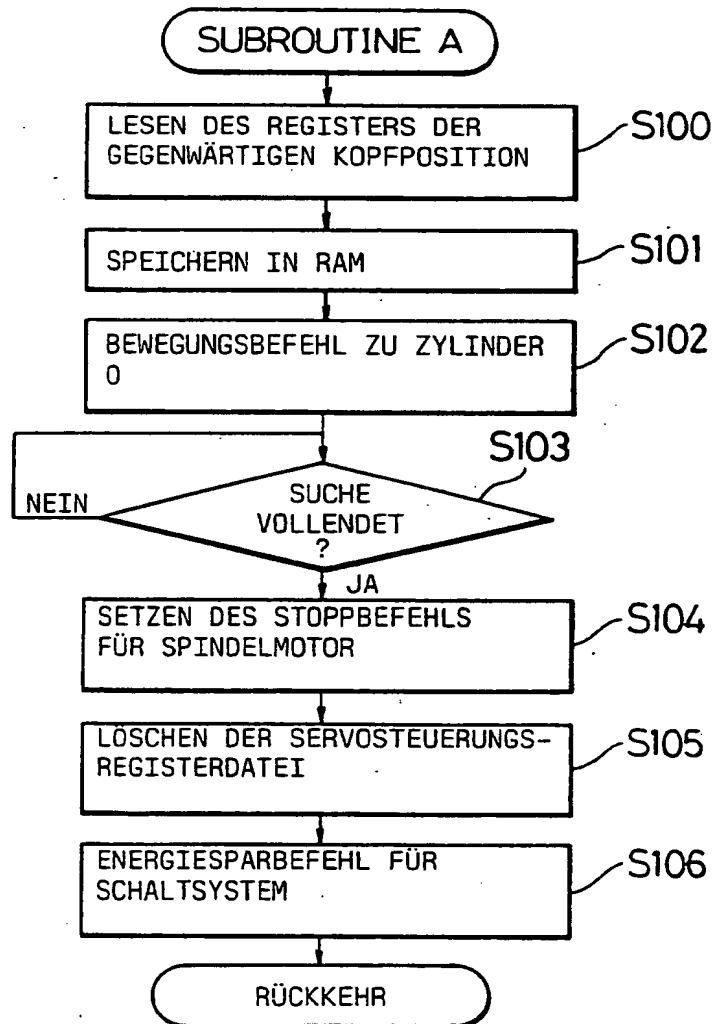 SUBROUTINE A
LESEN DES REGISTERS DER
GEGENWÄRTIGEN KOPFPOSITION
S100
SPEICHERN IN RAM
S101
BEWEGUNGSBEFEHL ZU ZYLINDER
0
S102
S103
NEIN
SUCHE
VOLLENDET
?
JA
SETZEN DES STOPPBEFEHLS
FÜR SPINDELMOTOR
S104
LÖSCHEN DER SERVOSTEUERUNGS-
REGISTERDATEI
S105
ENERGIESPARBEFEHL FÜR
SCHALTSYSTEM
S106
RÜCKKEHR